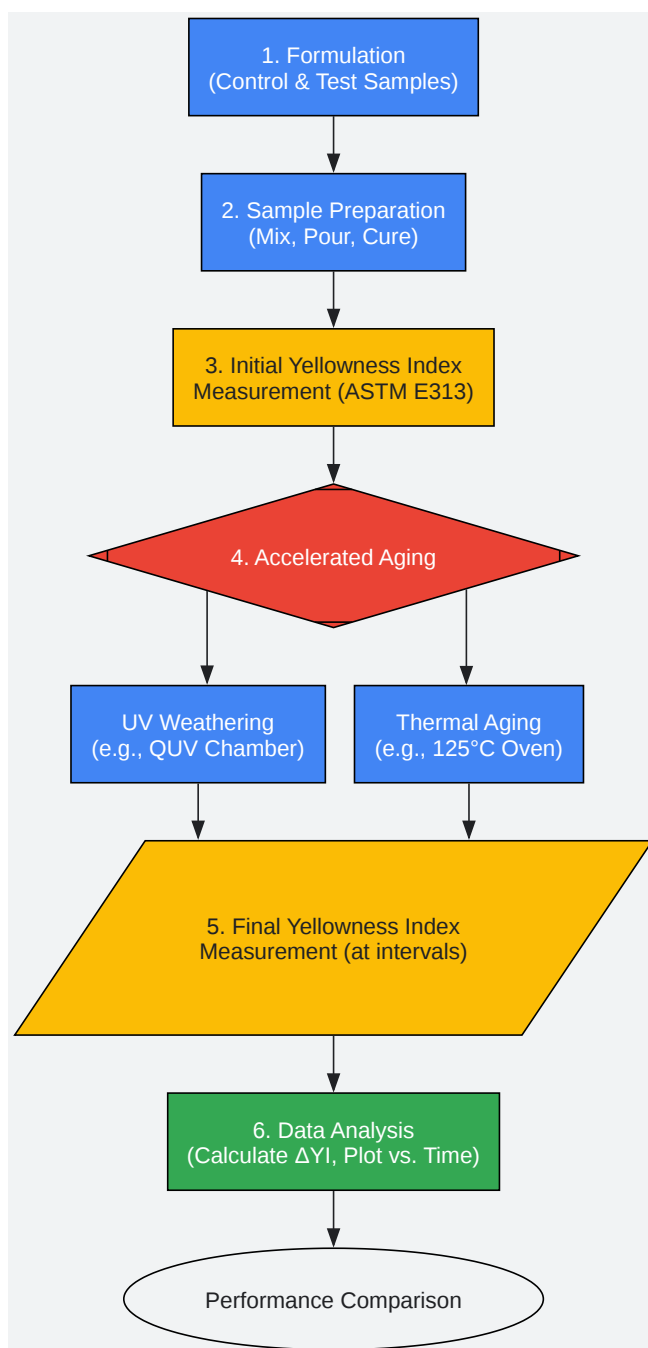 1. Formulation
(Control & Test Samples)
2. Sample Preparation
(Mix, Pour, Cure)
3. Initial Yellowness Index
Measurement (ASTM E313)
4. Accelerated Aging
UV Weathering
(e.g., QUV Chamber)
Thermal Aging
(e.g., 125°C Oven)
5. Final Yellowness Index
Measurement (at intervals)
6. Data Analysis
(Calculate ΔYI, Plot vs. Time)
Performance Comparison